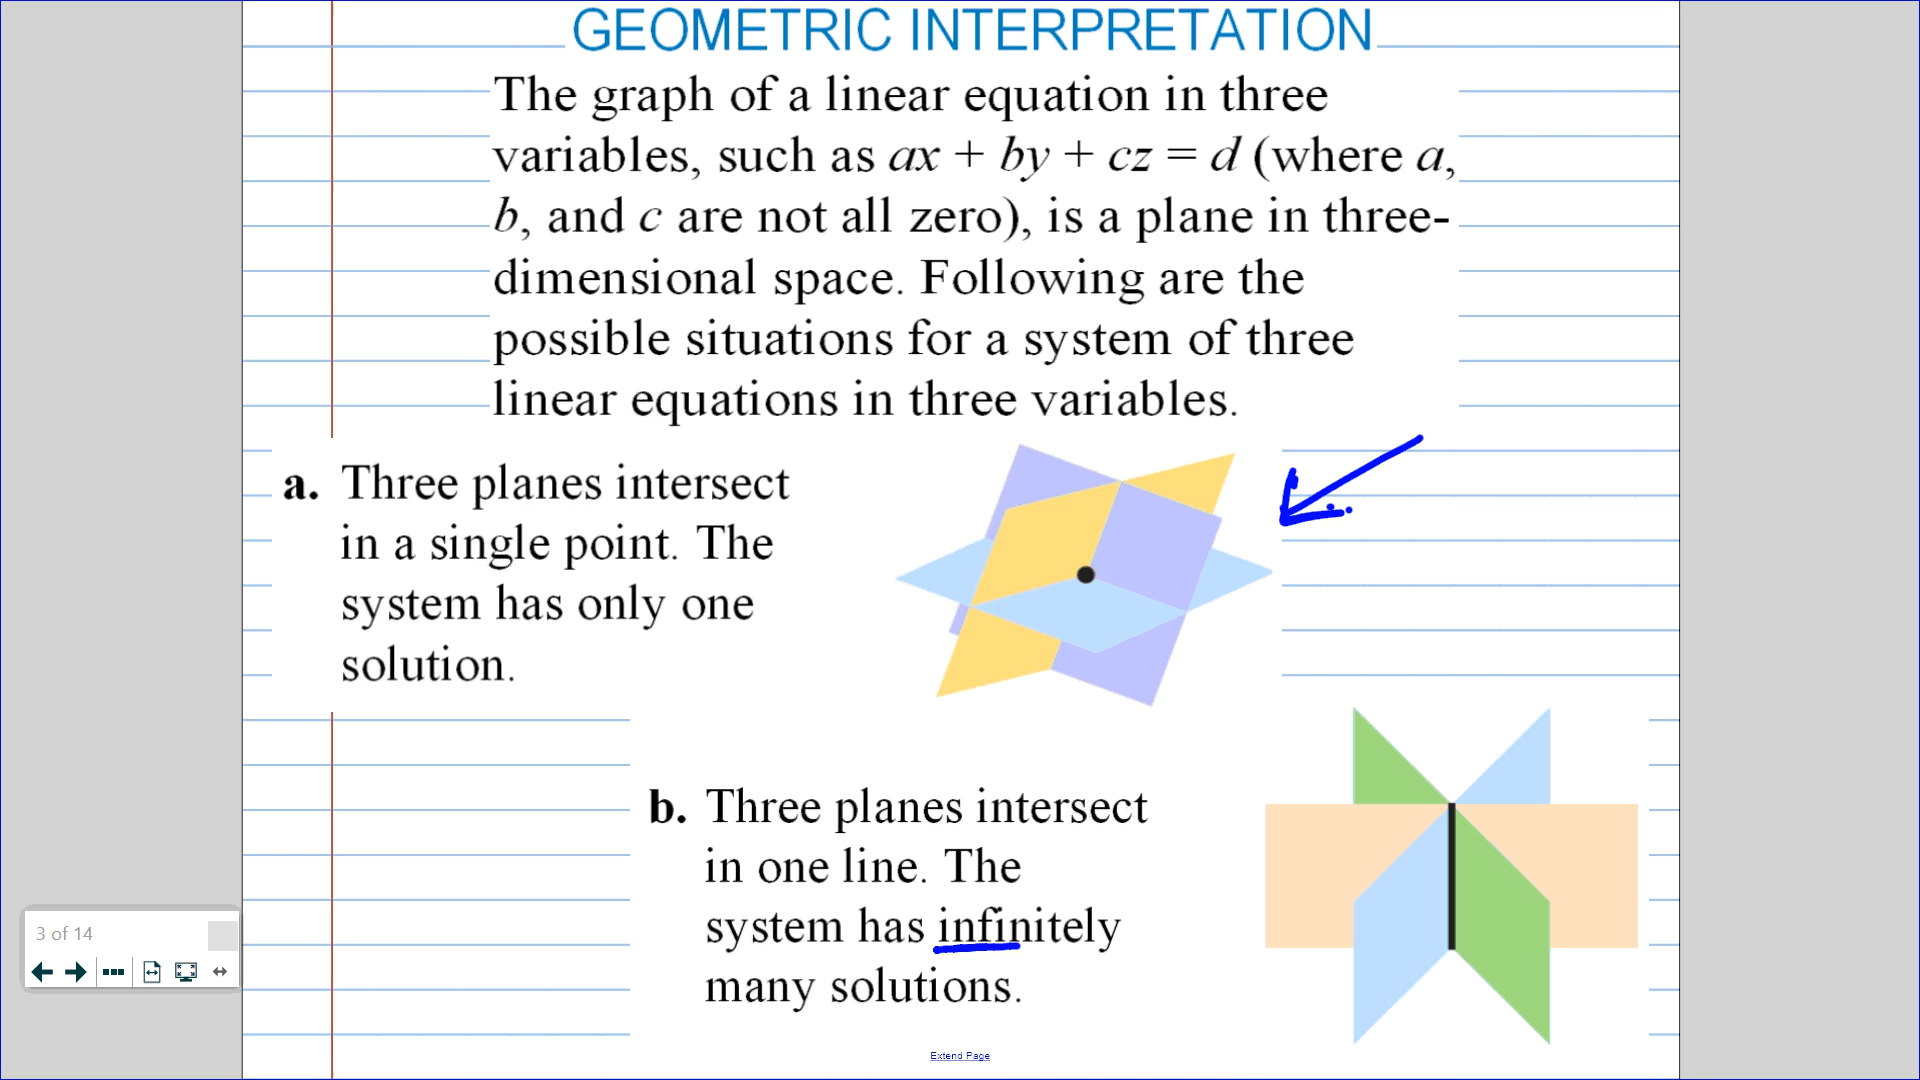 GEOMETRIC INTERPRETATION
The graph of a linear equation in three
variables, such as ax + by + cz = d (where a,
b, and c are not all zero), is a plane in three-
dimensional space. Following are the
possible situations for a system of three
linear equations in three variables.
a. Three planes intersect
in a single point. The
system has only one
solution.
b. Three planes intersect
in one line. The
system has infinitely
many solutions.
3 of 14
Extend Page